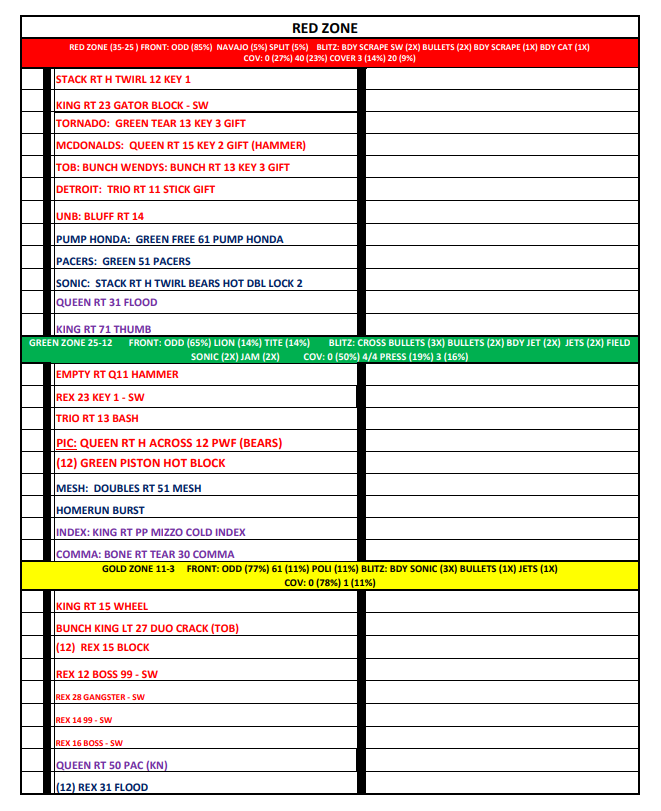 RED ZONE
RED ZONE (35-25 ) FRONT: ODD (85%) NAVAJO (5%) SPLIT (5%) BLITZ: BDY SCRAPE SW (2X) BULLETS (2X) BDY SCRAPE (1X) BDY CAT (1X)
COV: 0 (27%) 40 (23%) COVER 3 (14%) 20 (9%)
STACK RT H TWIRL 12 KEY 1
KING RT 23 GATOR BLOCK - SW
TORNADO: GREEN TEAR 13 KEY 3 GIFT
MCDONALDS: QUEEN RT 15 KEY 2 GIFT (HAMMER)
TOB: BUNCH WENDYS: BUNCH RT 13 KEY 3 GIFT
DETROIT: TRIO RT 11 STICK GIFT
UNB: BLUFF RT 14
PUMP HONDA: GREEN FREE 61 PUMP HONDA
PACERS: GREEN 51 PACERS
SONIC: STACK RT H TWIRL BEARS HOT DBL LOCK 2
QUEEN RT 31 FLOOD
KING RT 71 THUMB
GREEN ZONE 25-12 FRONT: ODD (65%) LION (14%) TITE (14%) BLITZ: CROSS BULLETS (3X) BULLETS (2X) BDY JET (2X) JETS (2X) FIELD
SONIC (2X) JAM (2X) COV: 0 (50%) 4/4 PRESS (19%) 3 (16%)
EMPTY RT Q11 HAMMER
REX 23 KEY 1 - SW
TRIO RT 13 BASH
PIC: QUEEN RT H ACROSS 12 PWF (BEARS)
(12) GREEN PISTON HOT BLOCK
MESH: DOUBLES RT 51 MESH
HOMERUN BURST
INDEX: KING RT PP MIZZO COLD INDEX
COMMA: BONE RT TEAR 30 COMMA
GOLD ZONE 11-3 FRONT: ODD (77%) 61 (11%) POLI (11%) BLITZ: BDY SONIC (3X) BULLETS (1X) JETS (1X)
COV: 0 (78%) 1 (11%)
KING RT 15 WHEEL
BUNCH KING LT 27 DUO CRACK (TOB)
(12) REX 15 BLOCK
REX 12 BOSS 99 - SW
REX 28 GANGSTER - SW
REX 14 99 - SW
REX 16 BOSS - SW
QUEEN RT 50 PAC (KN)
(12) REX 31 FLOOD